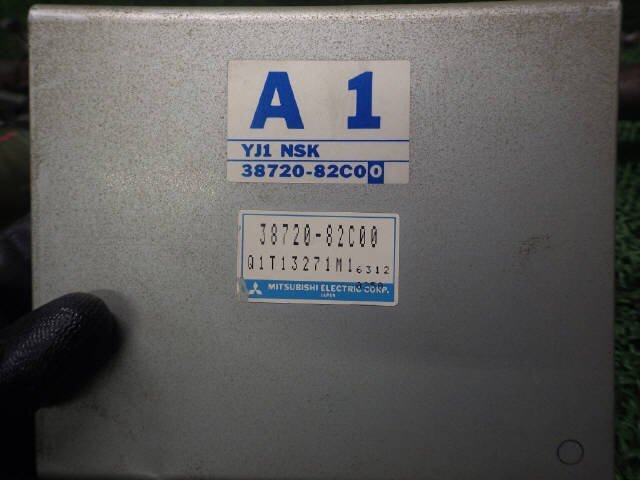 A 1
YJ1 NSK
38720-82C00
38720-82C00
Q1T13271M1 6312
MITSUBISHI ELECTRIC CORP.
JAPAN